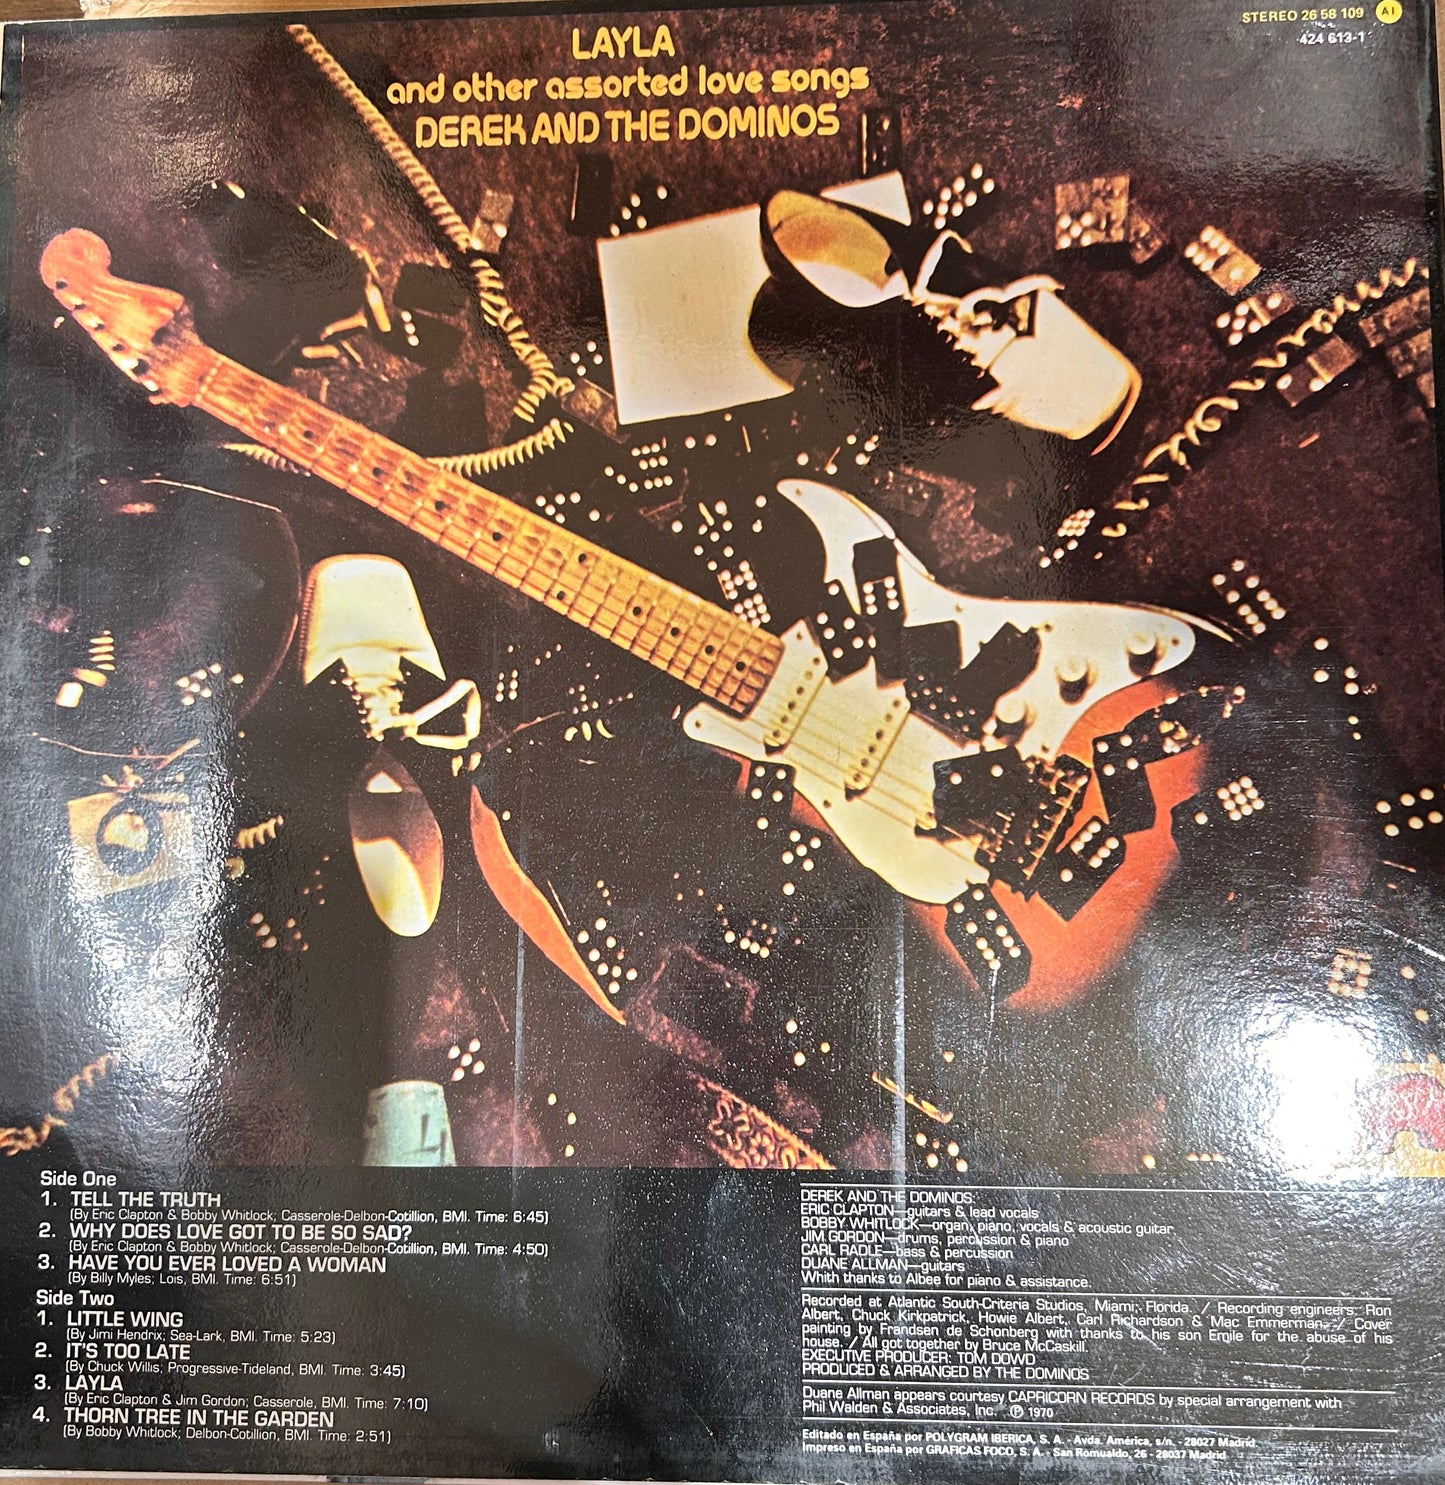 STEREO 26 58 109 A I
424 613-1
LAYLA
and other assorted love songs
DEREK AND THE DOMINOS
Side One
1. TELL THE TRUTH
(By Eric Clapton & Bobby Whitlock; Casserole-Delbon-Cotillion, BMI. Time: 6:45)
2. WHY DOES LOVE GOT TO BE SO SAD?
(By Eric Clapton & Bobby Whitlock; Casserole-Delbon-Cotillion, BMI. Time: 4:50)
3. HAVE YOU EVER LOVED A WOMAN
(By Billy Myles; Lois, BMI. Time: 6:51)
Side Two
1. LITTLE WING
(By Jimi Hendrix; Sea-Lark, BMI. Time: 5:23)
2. IT'S TOO LATE
(By Chuck Willis; Progressive-Tideland, BMI. Time: 3:45)
3. LAYLA
(By Eric Clapton & Jim Gordon; Casserole, BMI. Time: 7:10)
4. THORN TREE IN THE GARDEN
(By Bobby Whitlock; Delbon-Cotillion, BMI. Time: 2:51)
DEREK AND THE DOMINOS:
ERIC CLAPTON—guitars & lead vocals
BOBBY WHITLOCK—organ, piano, vocals & acoustic guitar
JIM GORDON—drums, percussion & piano
CARL RADLE—bass & percussion
DUANE ALLMAN—guitars
Whith thanks to Albee for piano & assistance.
Recorded at Atlantic South-Criteria Studios, Miami, Florida. / Recording engineers: Ron
Albert, Chuck Kirkpatrick, Howie Albert, Carl Richardson & Mac Emmerman. / Cover
painting by Frandsen de Schonberg with thanks to his son Emile for the abuse of his
house. / All got together by Bruce McCaskill.
EXECUTIVE PRODUCER: TOM DOWD
PRODUCED & ARRANGED BY THE DOMINOS
Duane Allman appears courtesy CAPRICORN RECORDS by special arrangement with
Phil Walden & Associates, Inc. Ⓟ 1970
Editado en España por POLYGRAM IBERICA, S. A. - Avda. América, s/n. - 28027 Madrid
Impreso en España por GRAFICAS FOCO, S. A. - San Romualdo, 26 - 28037 Madrid